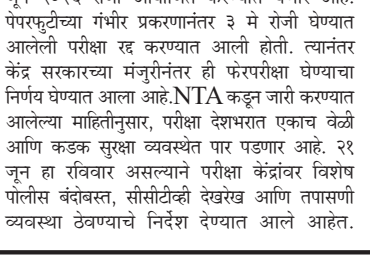 पेपरफुटीच्या गंभीर प्रकरणानंतर ३ मे रोजी घेण्यात
आलेली परीक्षा रद्द करण्यात आली होती. त्यानंतर
केंद्र सरकारच्या मंजुरीनंतर ही फेरपरीक्षा घेण्याचा
निर्णय घेण्यात आला आहे.NTA कडून जारी करण्यात
आलेल्या माहितीनुसार, परीक्षा देशभरात एकाच वेळी
आणि कडक सुरक्षा व्यवस्थेत पार पडणार आहे. २१
जून हा रविवार असल्याने परीक्षा केंद्रांवर विशेष
पोलीस बंदोबस्त, सीसीटीव्ही देखरेख आणि तपासणी
व्यवस्था ठेवण्याचे निर्देश देण्यात आले आहेत.